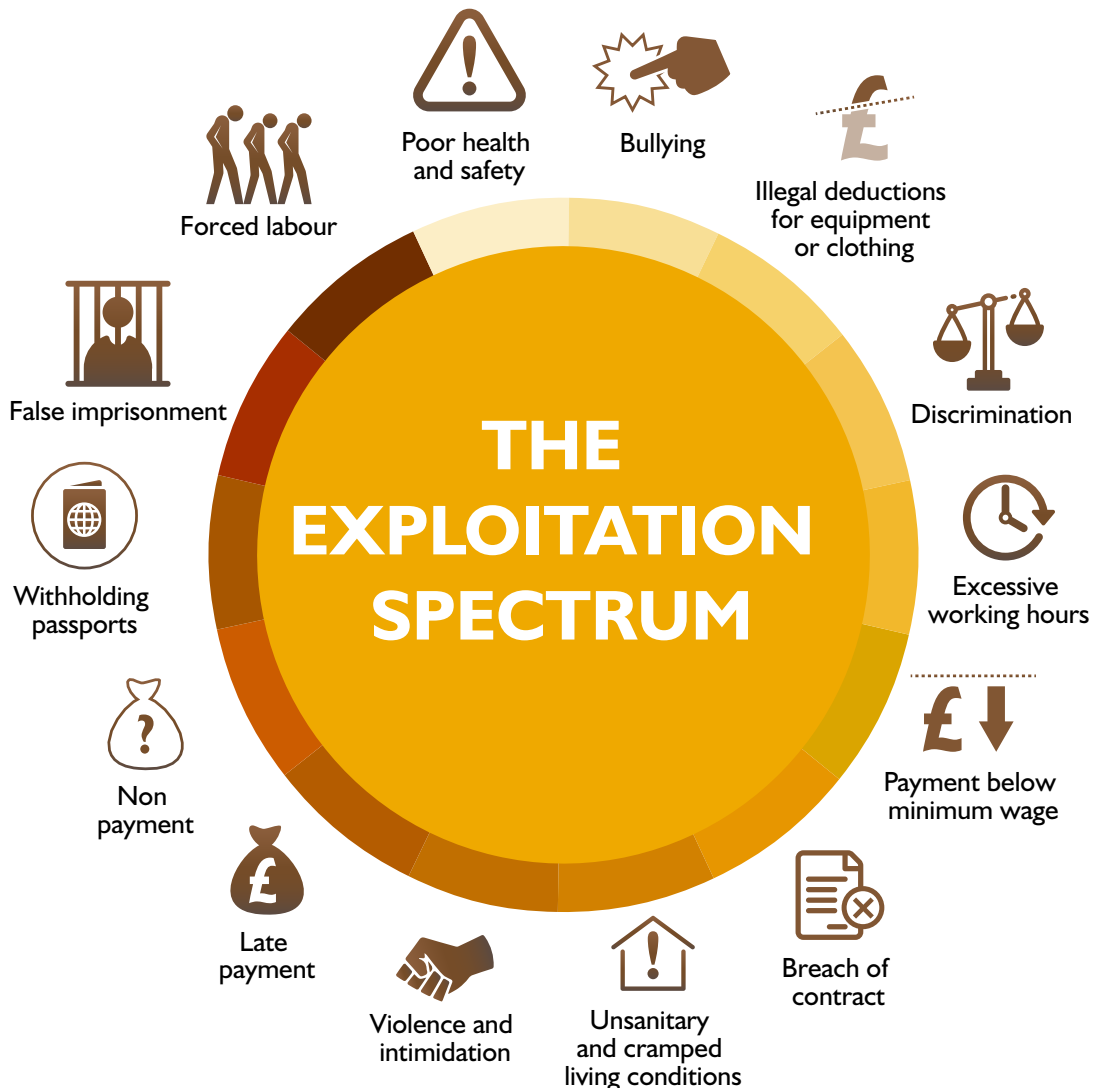 THE
EXPLOITATION
SPECTRUM
Poor health
and safety
Bullying
Illegal deductions
for equipment
or clothing
Discrimination
Excessive
working hours
Payment below
minimum wage
Breach of
contract
Unsanitary
and cramped
living conditions
Violence and
intimidation
Late
payment
Non
payment
Withholding
passports
False imprisonment
Forced labour
£
£
£
?
!
!